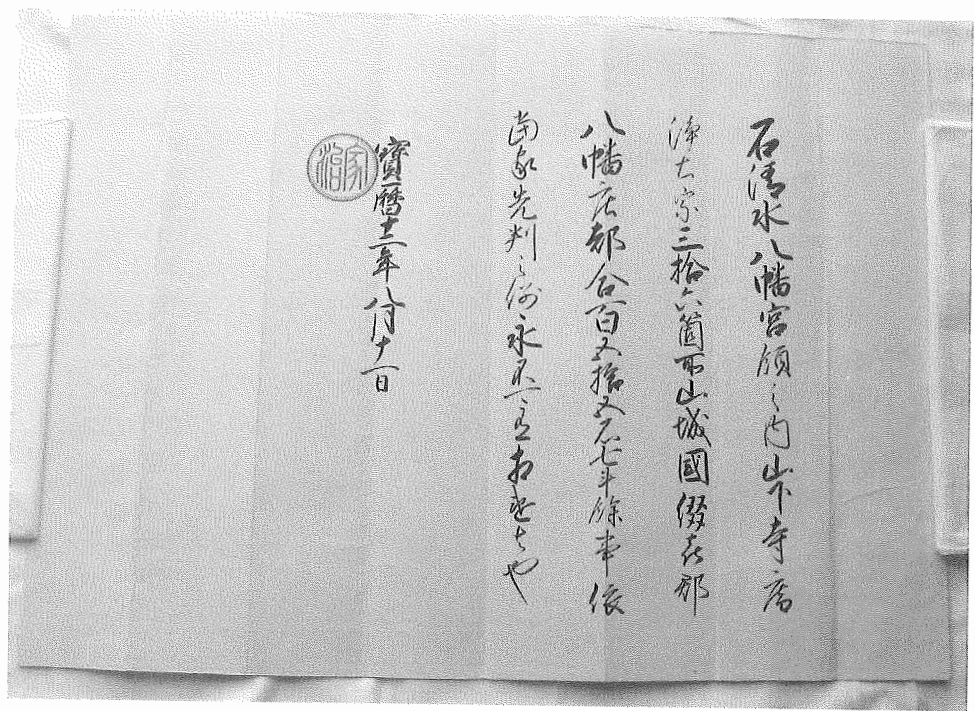 石清水八幡宮領之内山下寺庵
浄土宗三拾六箇所山城國綴喜郡
八幡庄都合百五拾五石七斗餘事依
当家先判之例永不可有相違者也
寶曆十二年八月十一日
家治